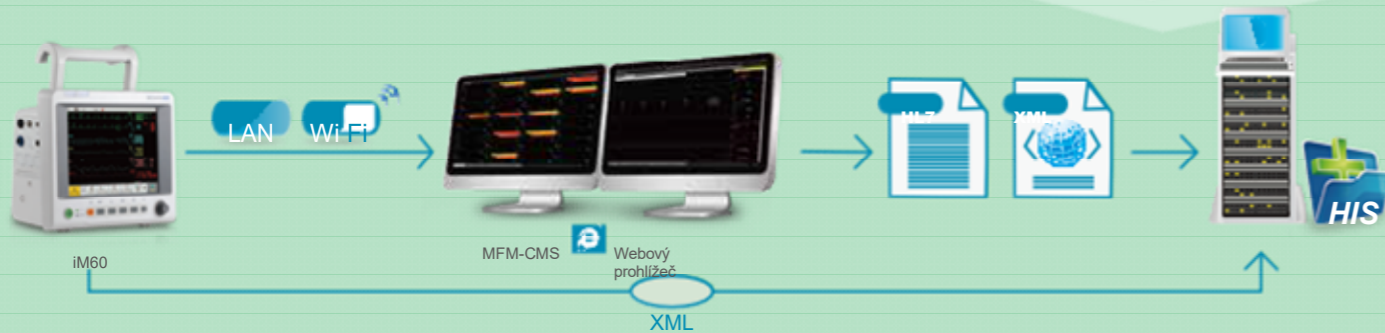 LAN
Wi-Fi
XML
HIS
iM60
MFM-CMS
Webový
prohlížeč
XML